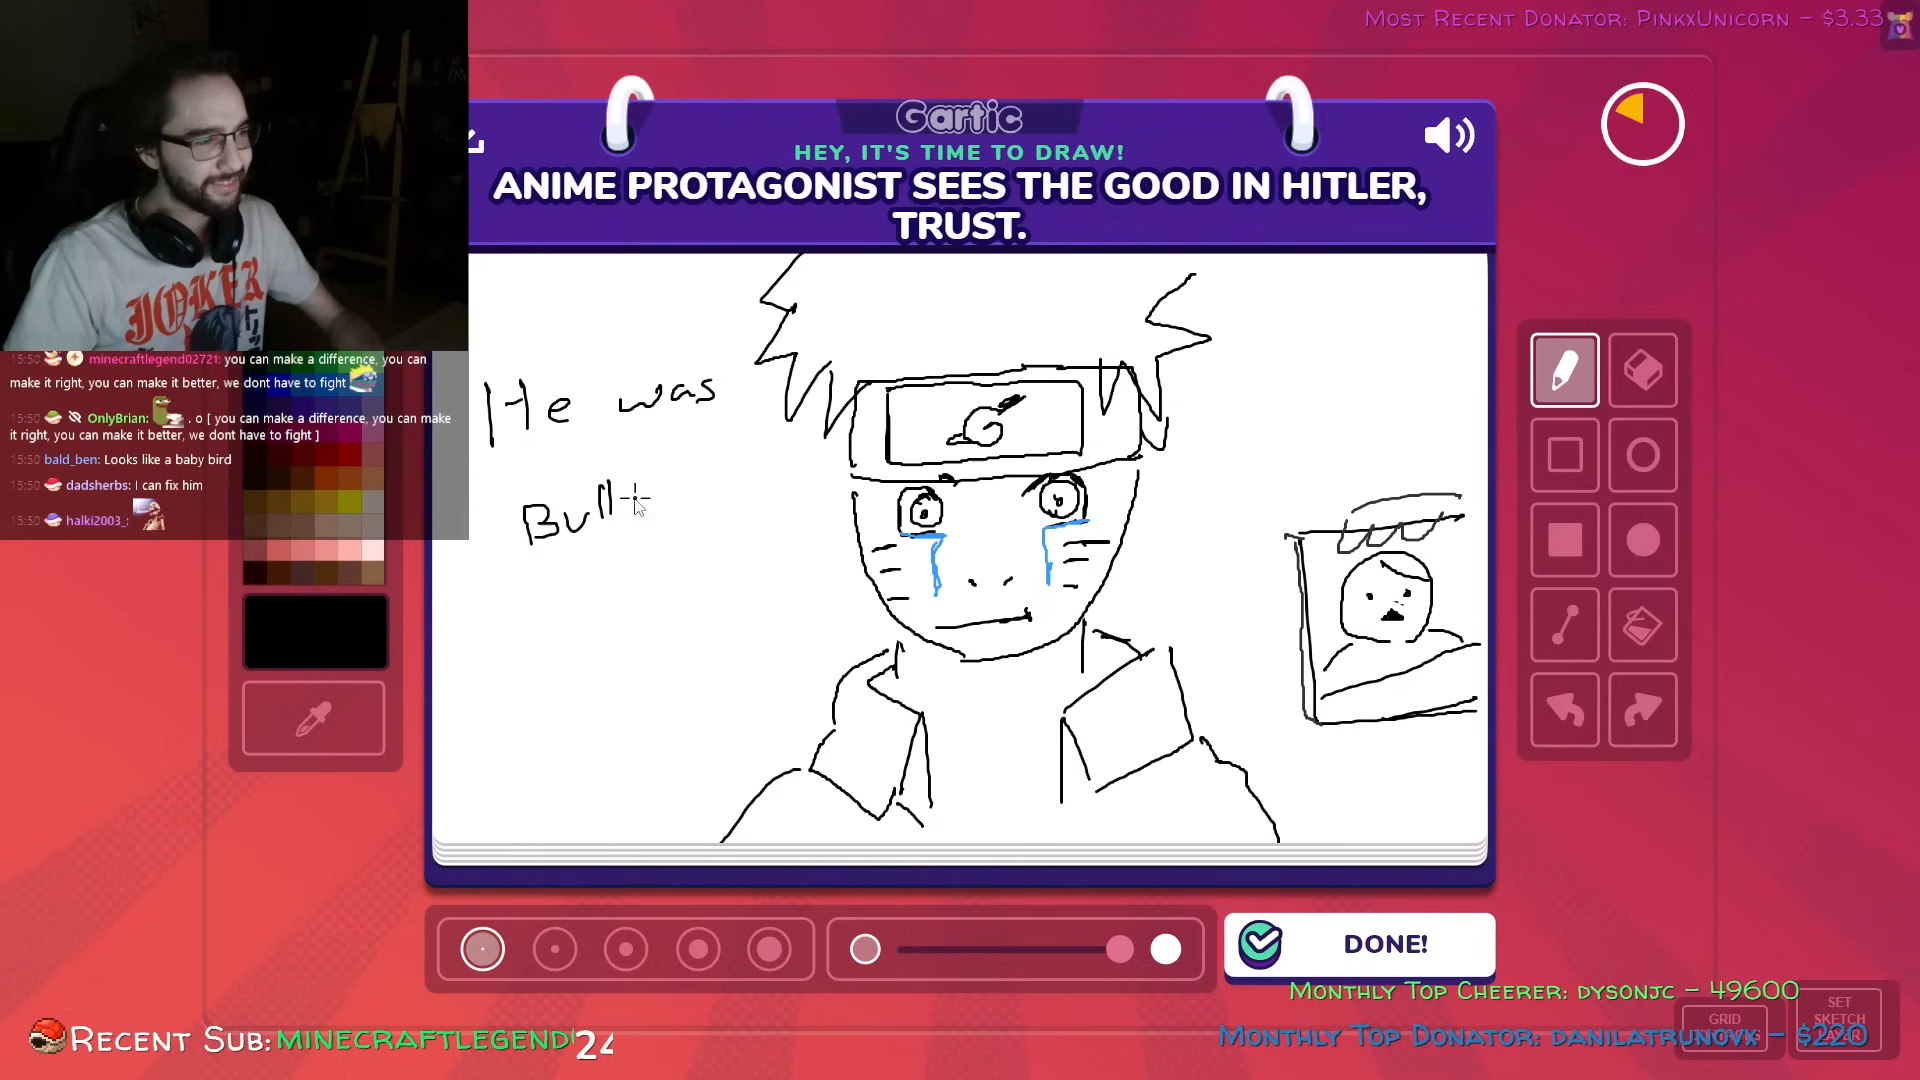 MOST RECENT DONATOR: PINKXUNICORN – $3.33
Gartic
HEY, IT'S TIME TO DRAW!
ANIME PROTAGONIST SEES THE GOOD IN HITLER,
TRUST.
JOKER
He was
Bull
15:50 minecraftlegend02721: you can make a difference, you can
make it right, you can make it better, we dont have to fight
15:50 OnlyBrian: . o [ you can make a difference, you can make
it right, you can make it better, we dont have to fight ]
15:50 bald_ben: Looks like a baby bird
15:50 dadsherbs: I can fix him
15:50 halki2003_:
DONE!
MONTHLY TOP CHEERER: DYSONJC – 49600
MONTHLY TOP DONATOR: DANILATRUNOVX – $220
GRID
SET
SKETCH
RECENT SUB: MINECRAFTLEGEND
24